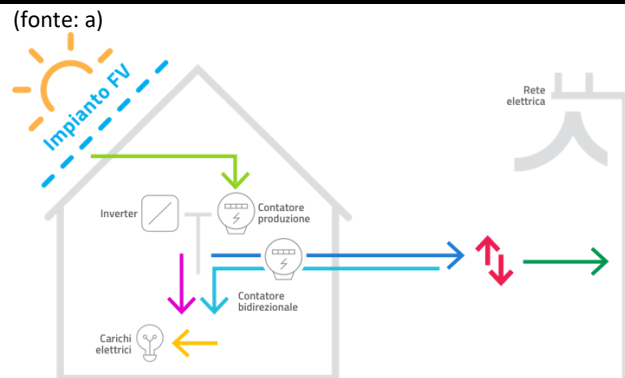 (fonte: a)
Impianto FV
Rete
elettrica
Inverter
Contatore
produzione
Contatore
bidirezionale
Carichi
elettrici